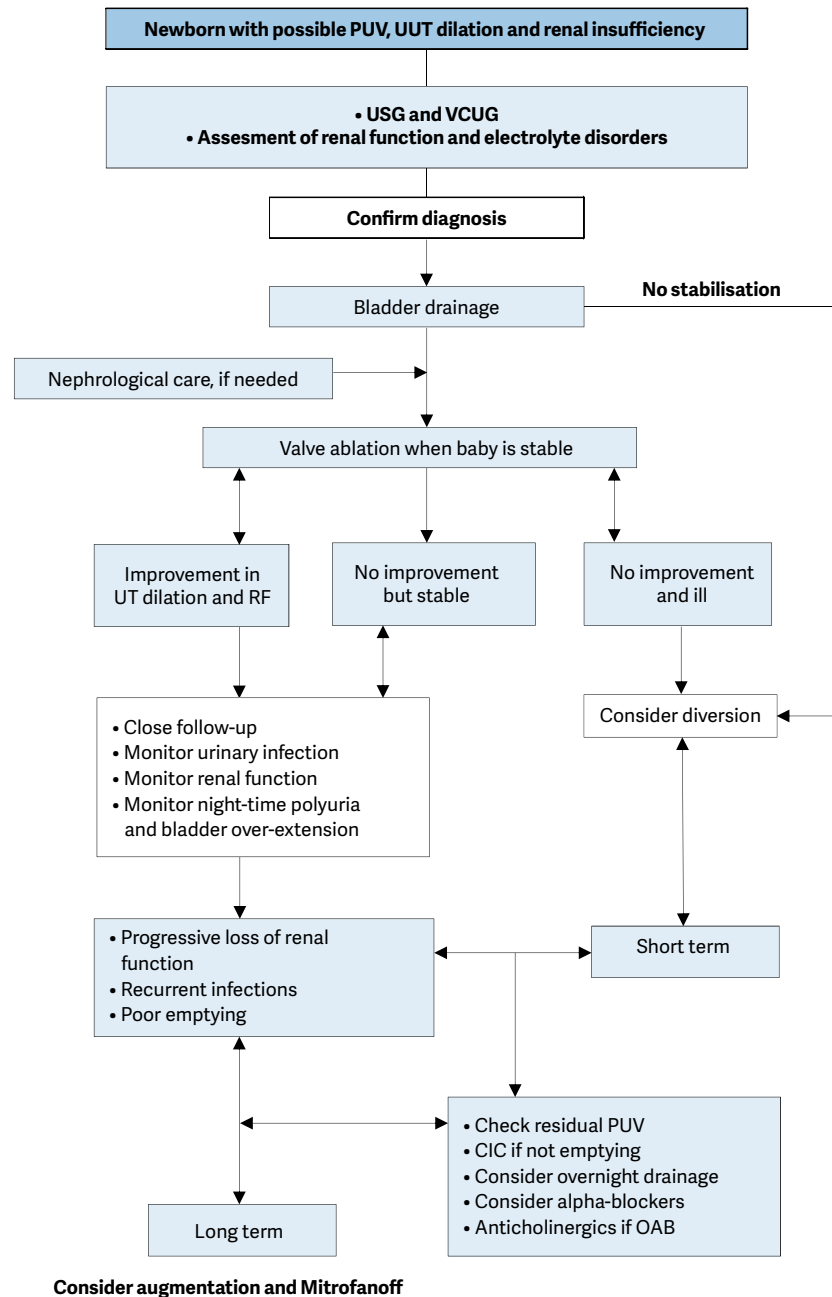 Newborn with possible PUV, UUT dilation and renal insufficiency
• USG and VCUG
• Assesment of renal function and electrolyte disorders
Confirm diagnosis
No stabilisation
Bladder drainage
Nephrological care, if needed
Valve ablation when baby is stable
Improvement in
UT dilation and RF
No improvement
but stable
No improvement
and ill
• Close follow-up
• Monitor urinary infection
• Monitor renal function
• Monitor night-time polyuria
and bladder over-extension
Consider diversion
• Progressive loss of renal
function
• Recurrent infections
• Poor emptying
Short term
• Check residual PUV
• CIC if not emptying
• Consider overnight drainage
• Consider alpha-blockers
• Anticholinergics if OAB
Long term
Consider augmentation and Mitrofanoff